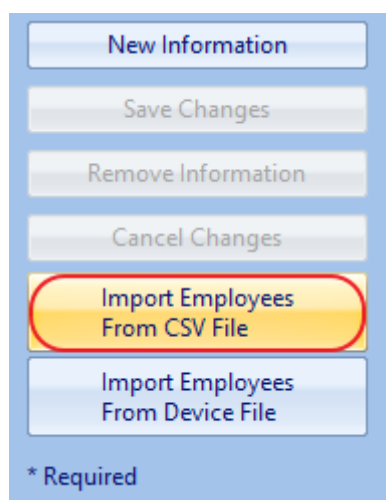 New Information
Save Changes
Remove Information
Cancel Changes
Import Employees
From CSV File
Import Employees
From Device File
* Required